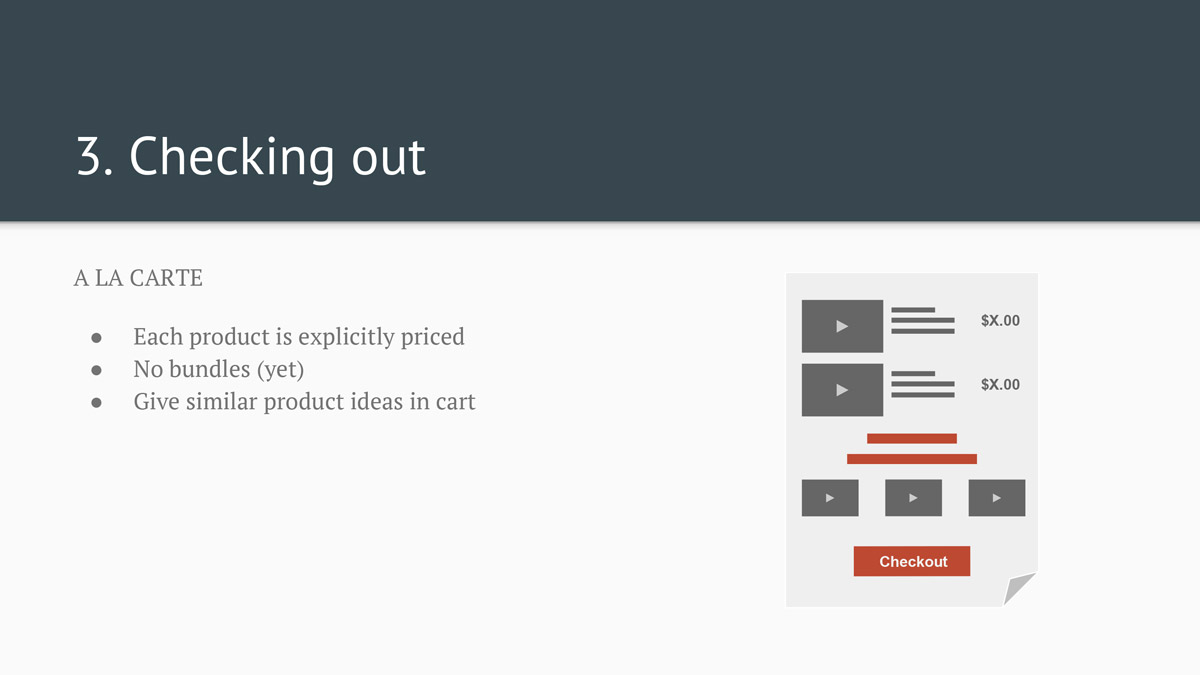 3. Checking out
A LA CARTE
● Each product is explicitly priced
● No bundles (yet)
● Give similar product ideas in cart
$X.00
$X.00
Checkout